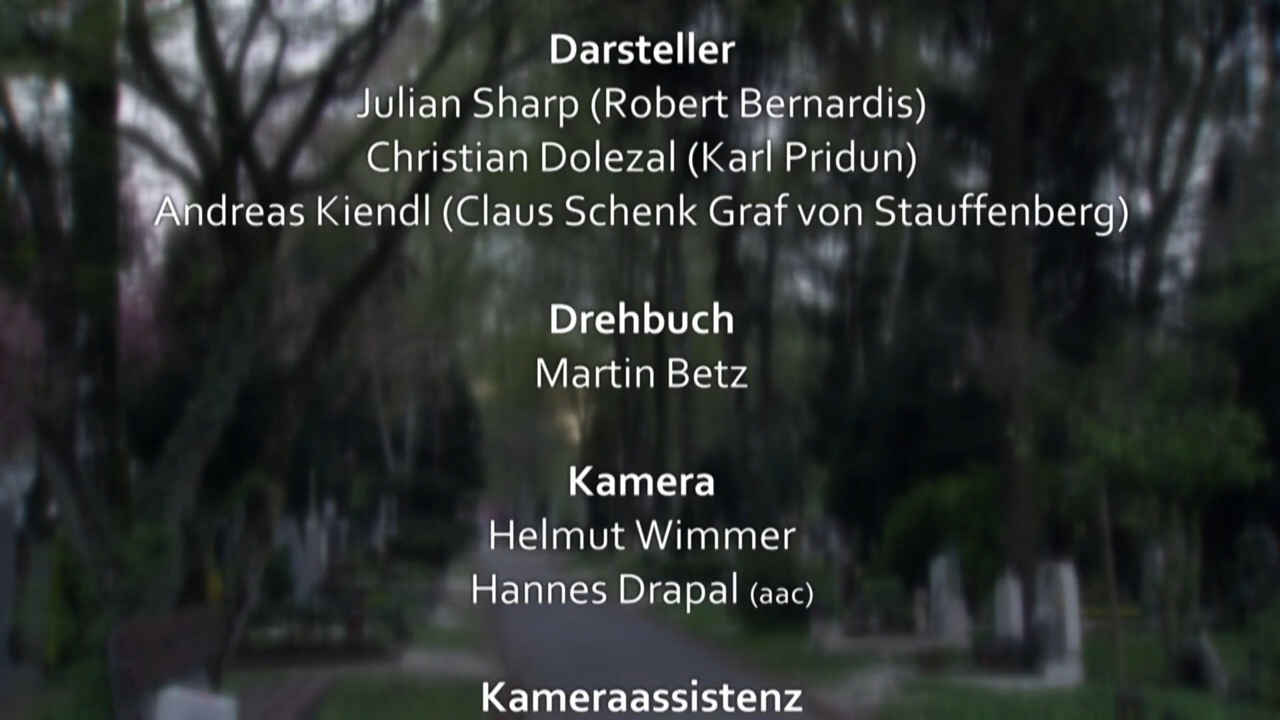 Darsteller
Julian Sharp (Robert Bernardis)
Christian Dolezal (Karl Pridun)
Andreas Kiendl (Claus Schenk Graf von Stauffenberg)
Drehbuch
Martin Betz
Kamera
Helmut Wimmer
Hannes Drapal (aac)
Kameraassistenz